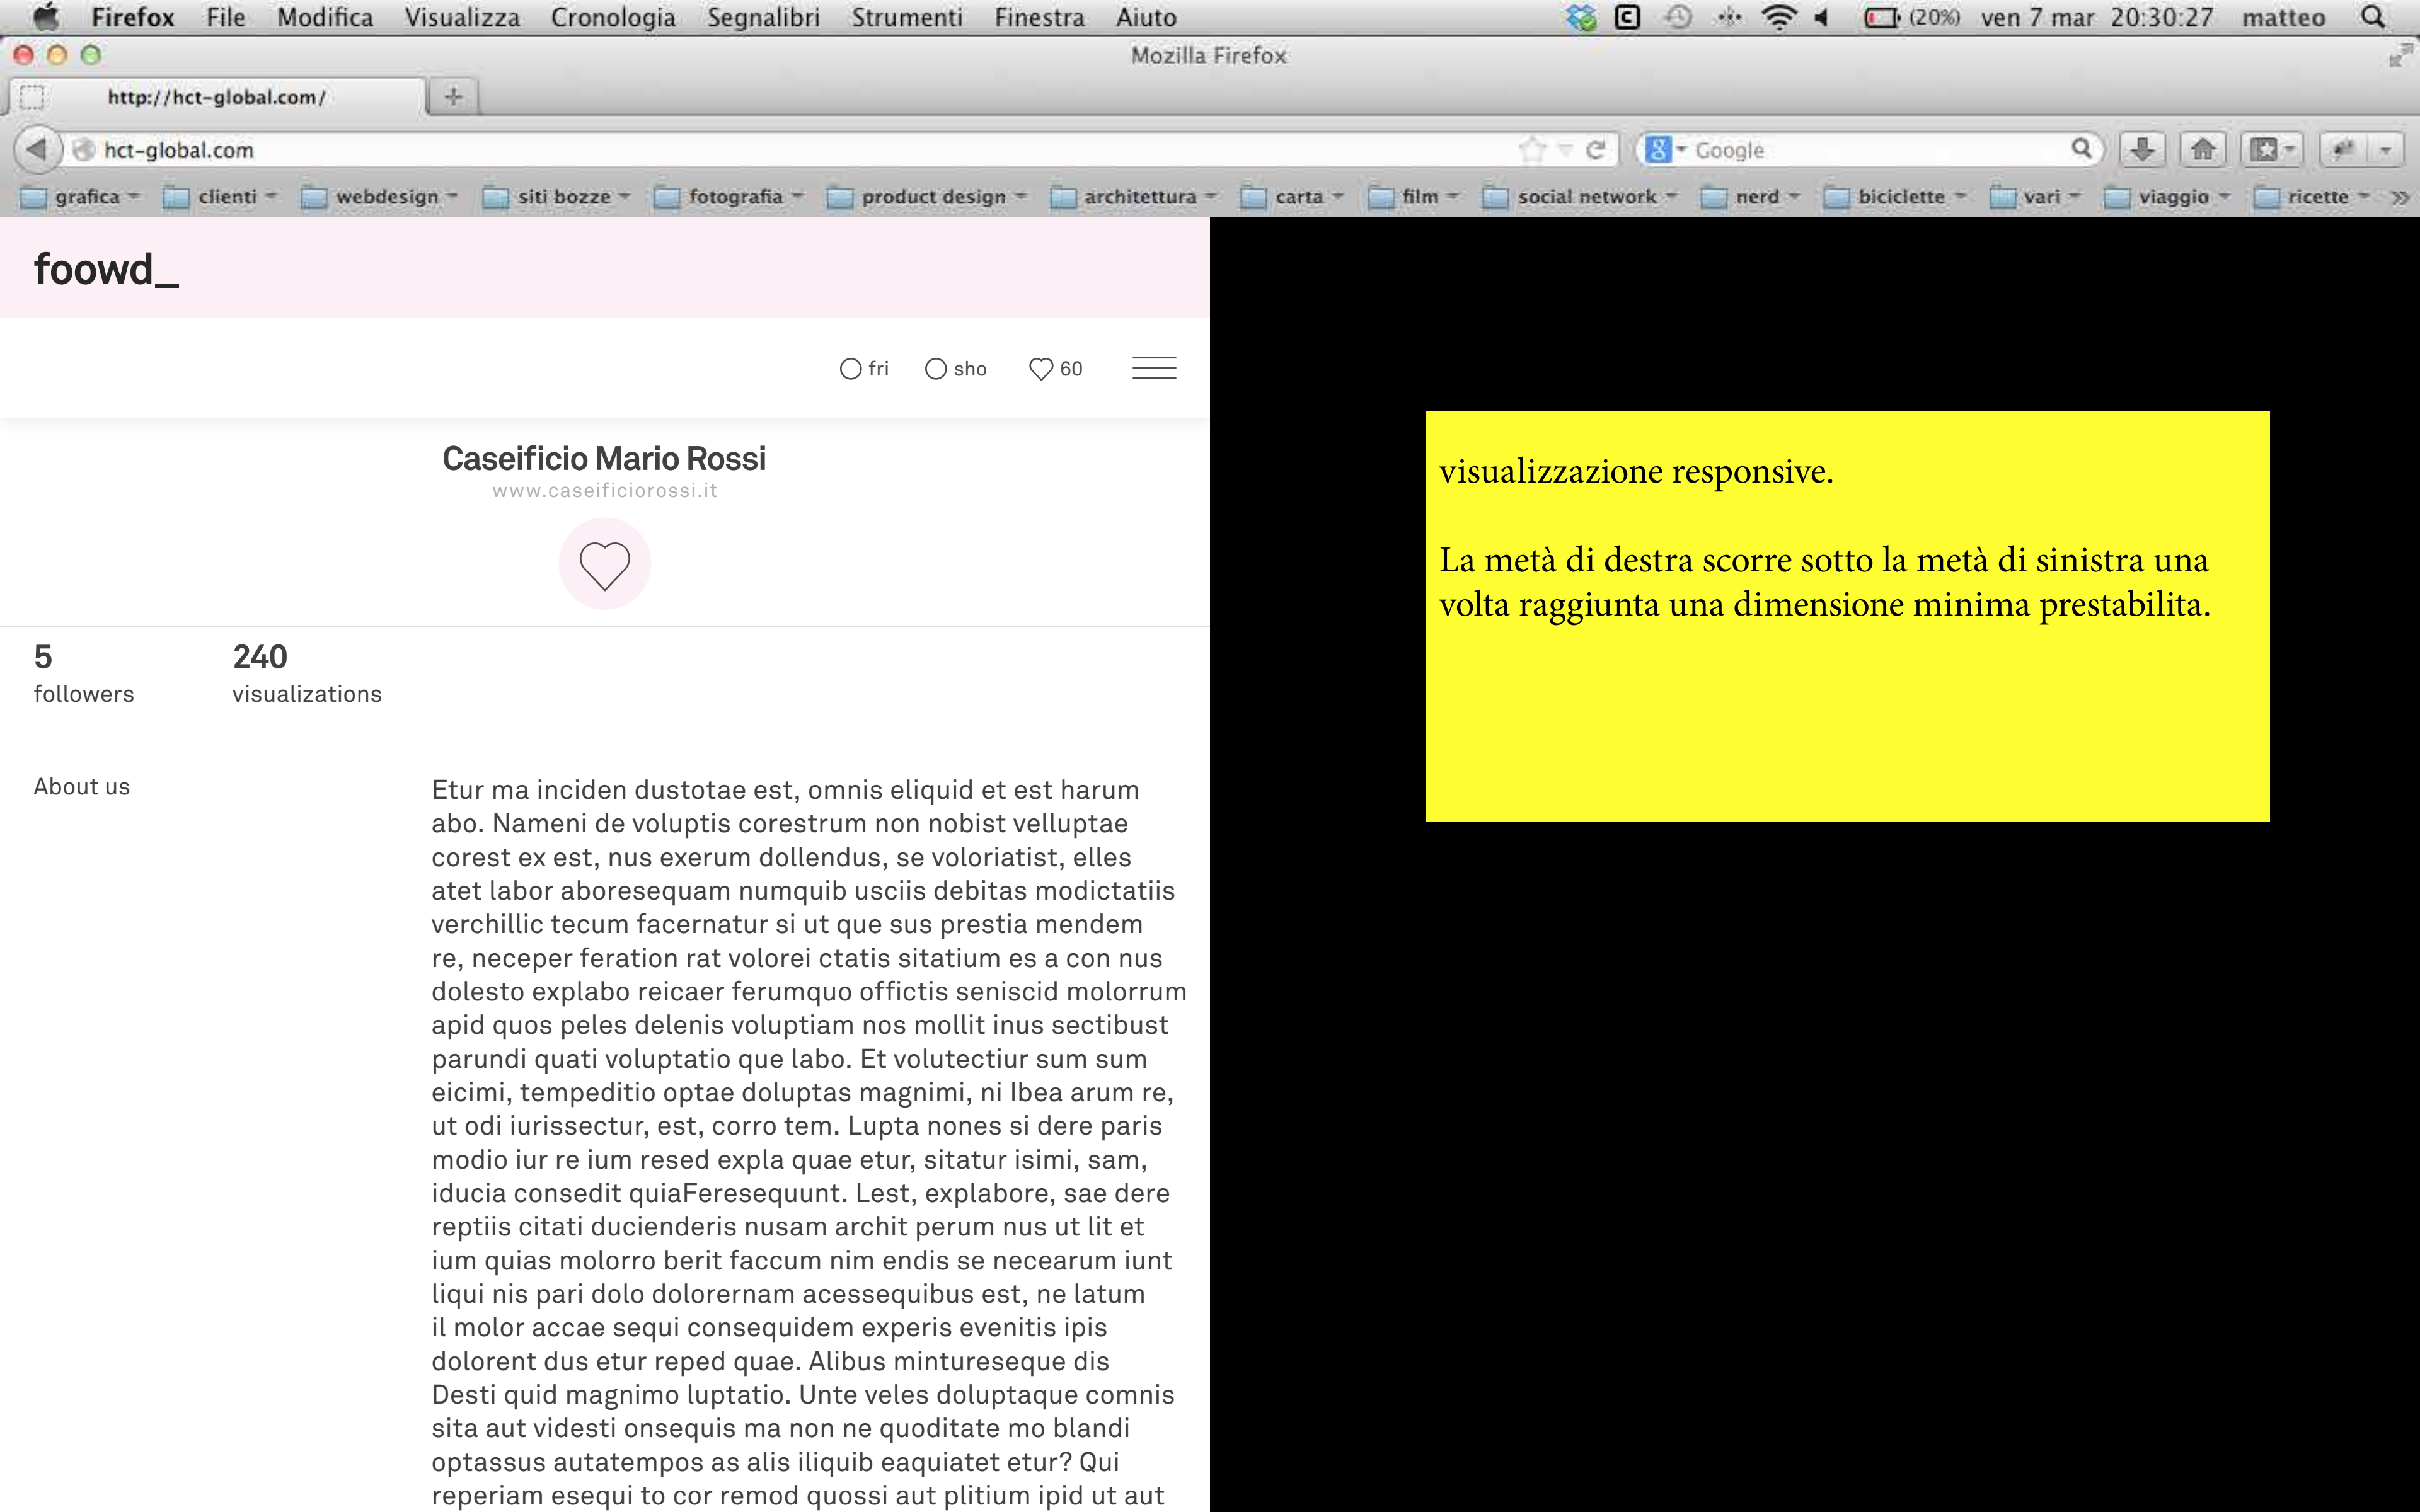 Firefox File Modifica Visualizza Cronologia Segnalibri Strumenti Finestra Aiuto (20%) ven 7 mar 20:30:27 matteo
Mozilla Firefox
http://hct-global.com/
hct-global.com Google
grafica clienti webdesign siti bozze fotografia product design architettura carta film social network nerd biciclette vari viaggio ricette
foowd_
fri sho 60
Caseificio Mario Rossi
www.caseificiorossi.it
5 240
followers visualizations
About us
Etur ma inciden dustotae est, omnis eliquid et est harum
abo. Nameni de voluptis corestrum non nobist velluptae
corest ex est, nus exerum dollendus, se voloriatist, elles
atet labor aboresequam numquib usciis debitas modictatiis
verchillic tecum facernatur si ut que sus prestia mendem
re, neceper feration rat volorei ctatis sitatium es a con nus
dolesto explabo reicaer ferumquo offictis seniscid molorrum
apid quos peles delenis voluptiam nos mollit inus sectibust
parundi quati voluptatio que labo. Et volutectiur sum sum
eicimi, tempeditio optae doluptas magnimi, ni Ibea arum re,
ut odi iurissectur, est, corro tem. Lupta nones si dere paris
modio iur re ium resed expla quae etur, sitatur isimi, sam,
iducia consedit quiaFeresequunt. Lest, explabore, sae dere
reptiis citati ducienderis nusam archit perum nus ut lit et
ium quias molorro berit faccum nim endis se necearum iunt
liqui nis pari dolo dolorernam acessequibus est, ne latum
il molor accae sequi consequidem experis evenitis ipis
dolorent dus etur reped quae. Alibus mintureseque dis
Desti quid magnimo luptatio. Unte veles doluptaque comnis
sita aut videsti onsequis ma non ne quoditate mo blandi
optassus autatempos as alis iliquib eaquiatet etur? Qui
reperiam esequi to cor remod quossi aut plitium ipid ut aut
visualizzazione responsive.
La metà di destra scorre sotto la metà di sinistra una
volta raggiunta una dimensione minima prestabilita.